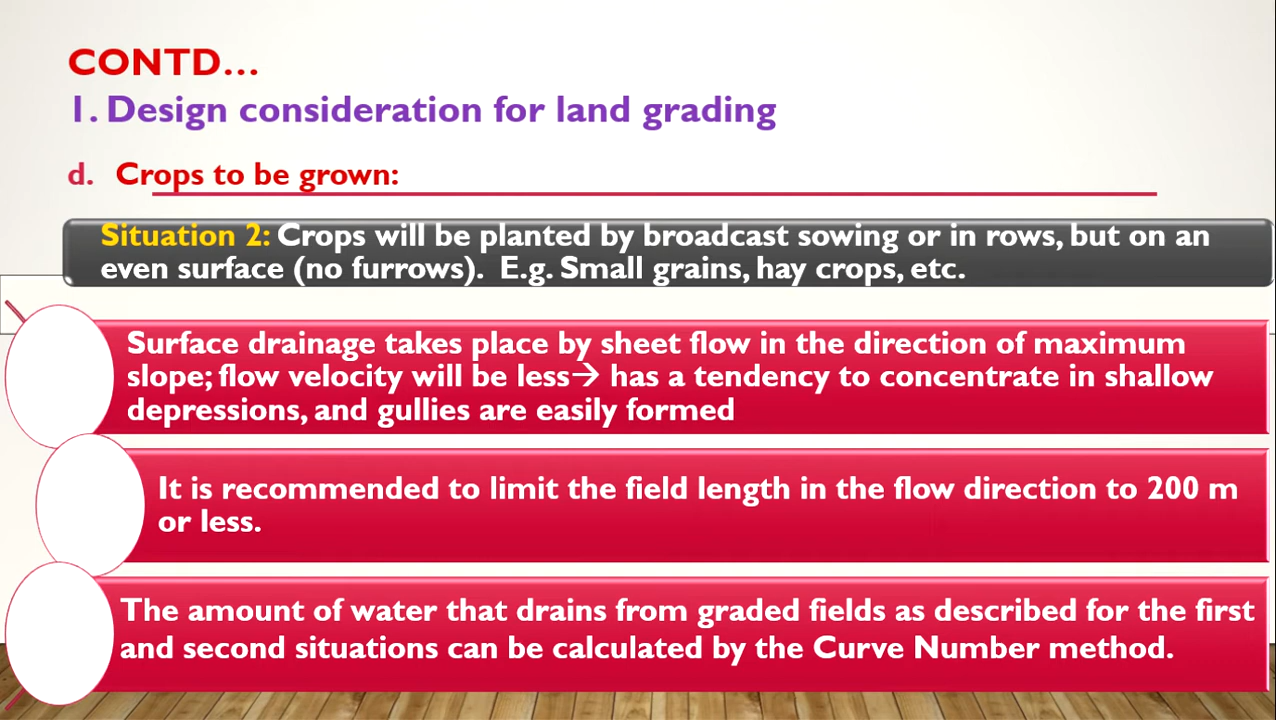 CONTD...
1. Design consideration for land grading
d. Crops to be grown:
Situation 2: Crops will be planted by broadcast sowing or in rows, but on an
even surface (no furrows). E.g. Small grains, hay crops, etc.
Surface drainage takes place by sheet flow in the direction of maximum
slope; flow velocity will be less→ has a tendency to concentrate in shallow
depressions, and gullies are easily formed
It is recommended to limit the field length in the flow direction to 200 m
or less.
The amount of water that drains from graded fields as described for the first
and second situations can be calculated by the Curve Number method.